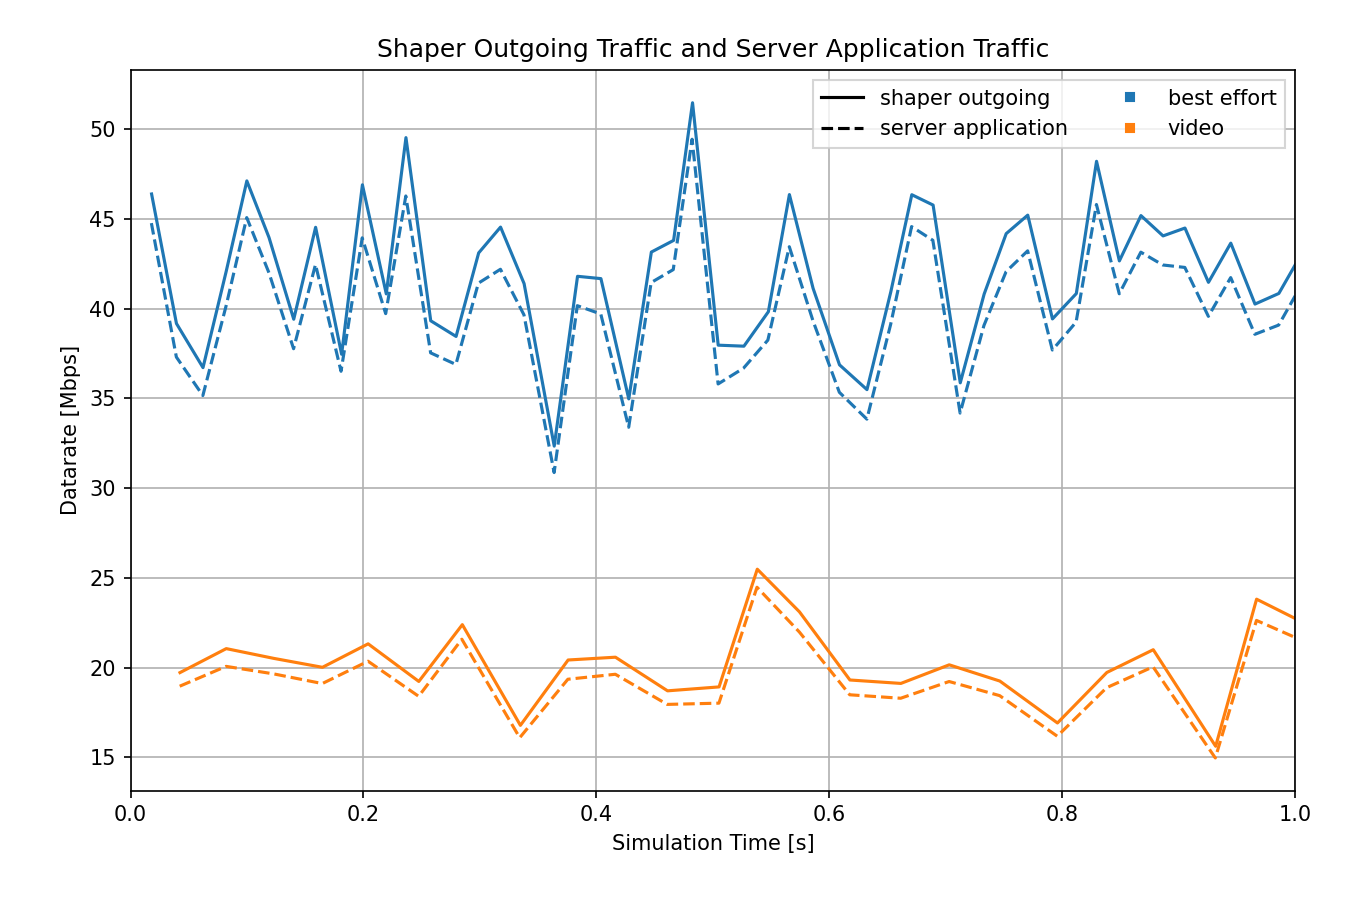 Shaper Outgoing Traffic and Server Application Traffic
shaper outgoing
best effort
server application
video
50
45
40
35
30
25
20
15
Datarate [Mbps]
0.0
0.2
0.4
0.6
0.8
1.0
Simulation Time [s]